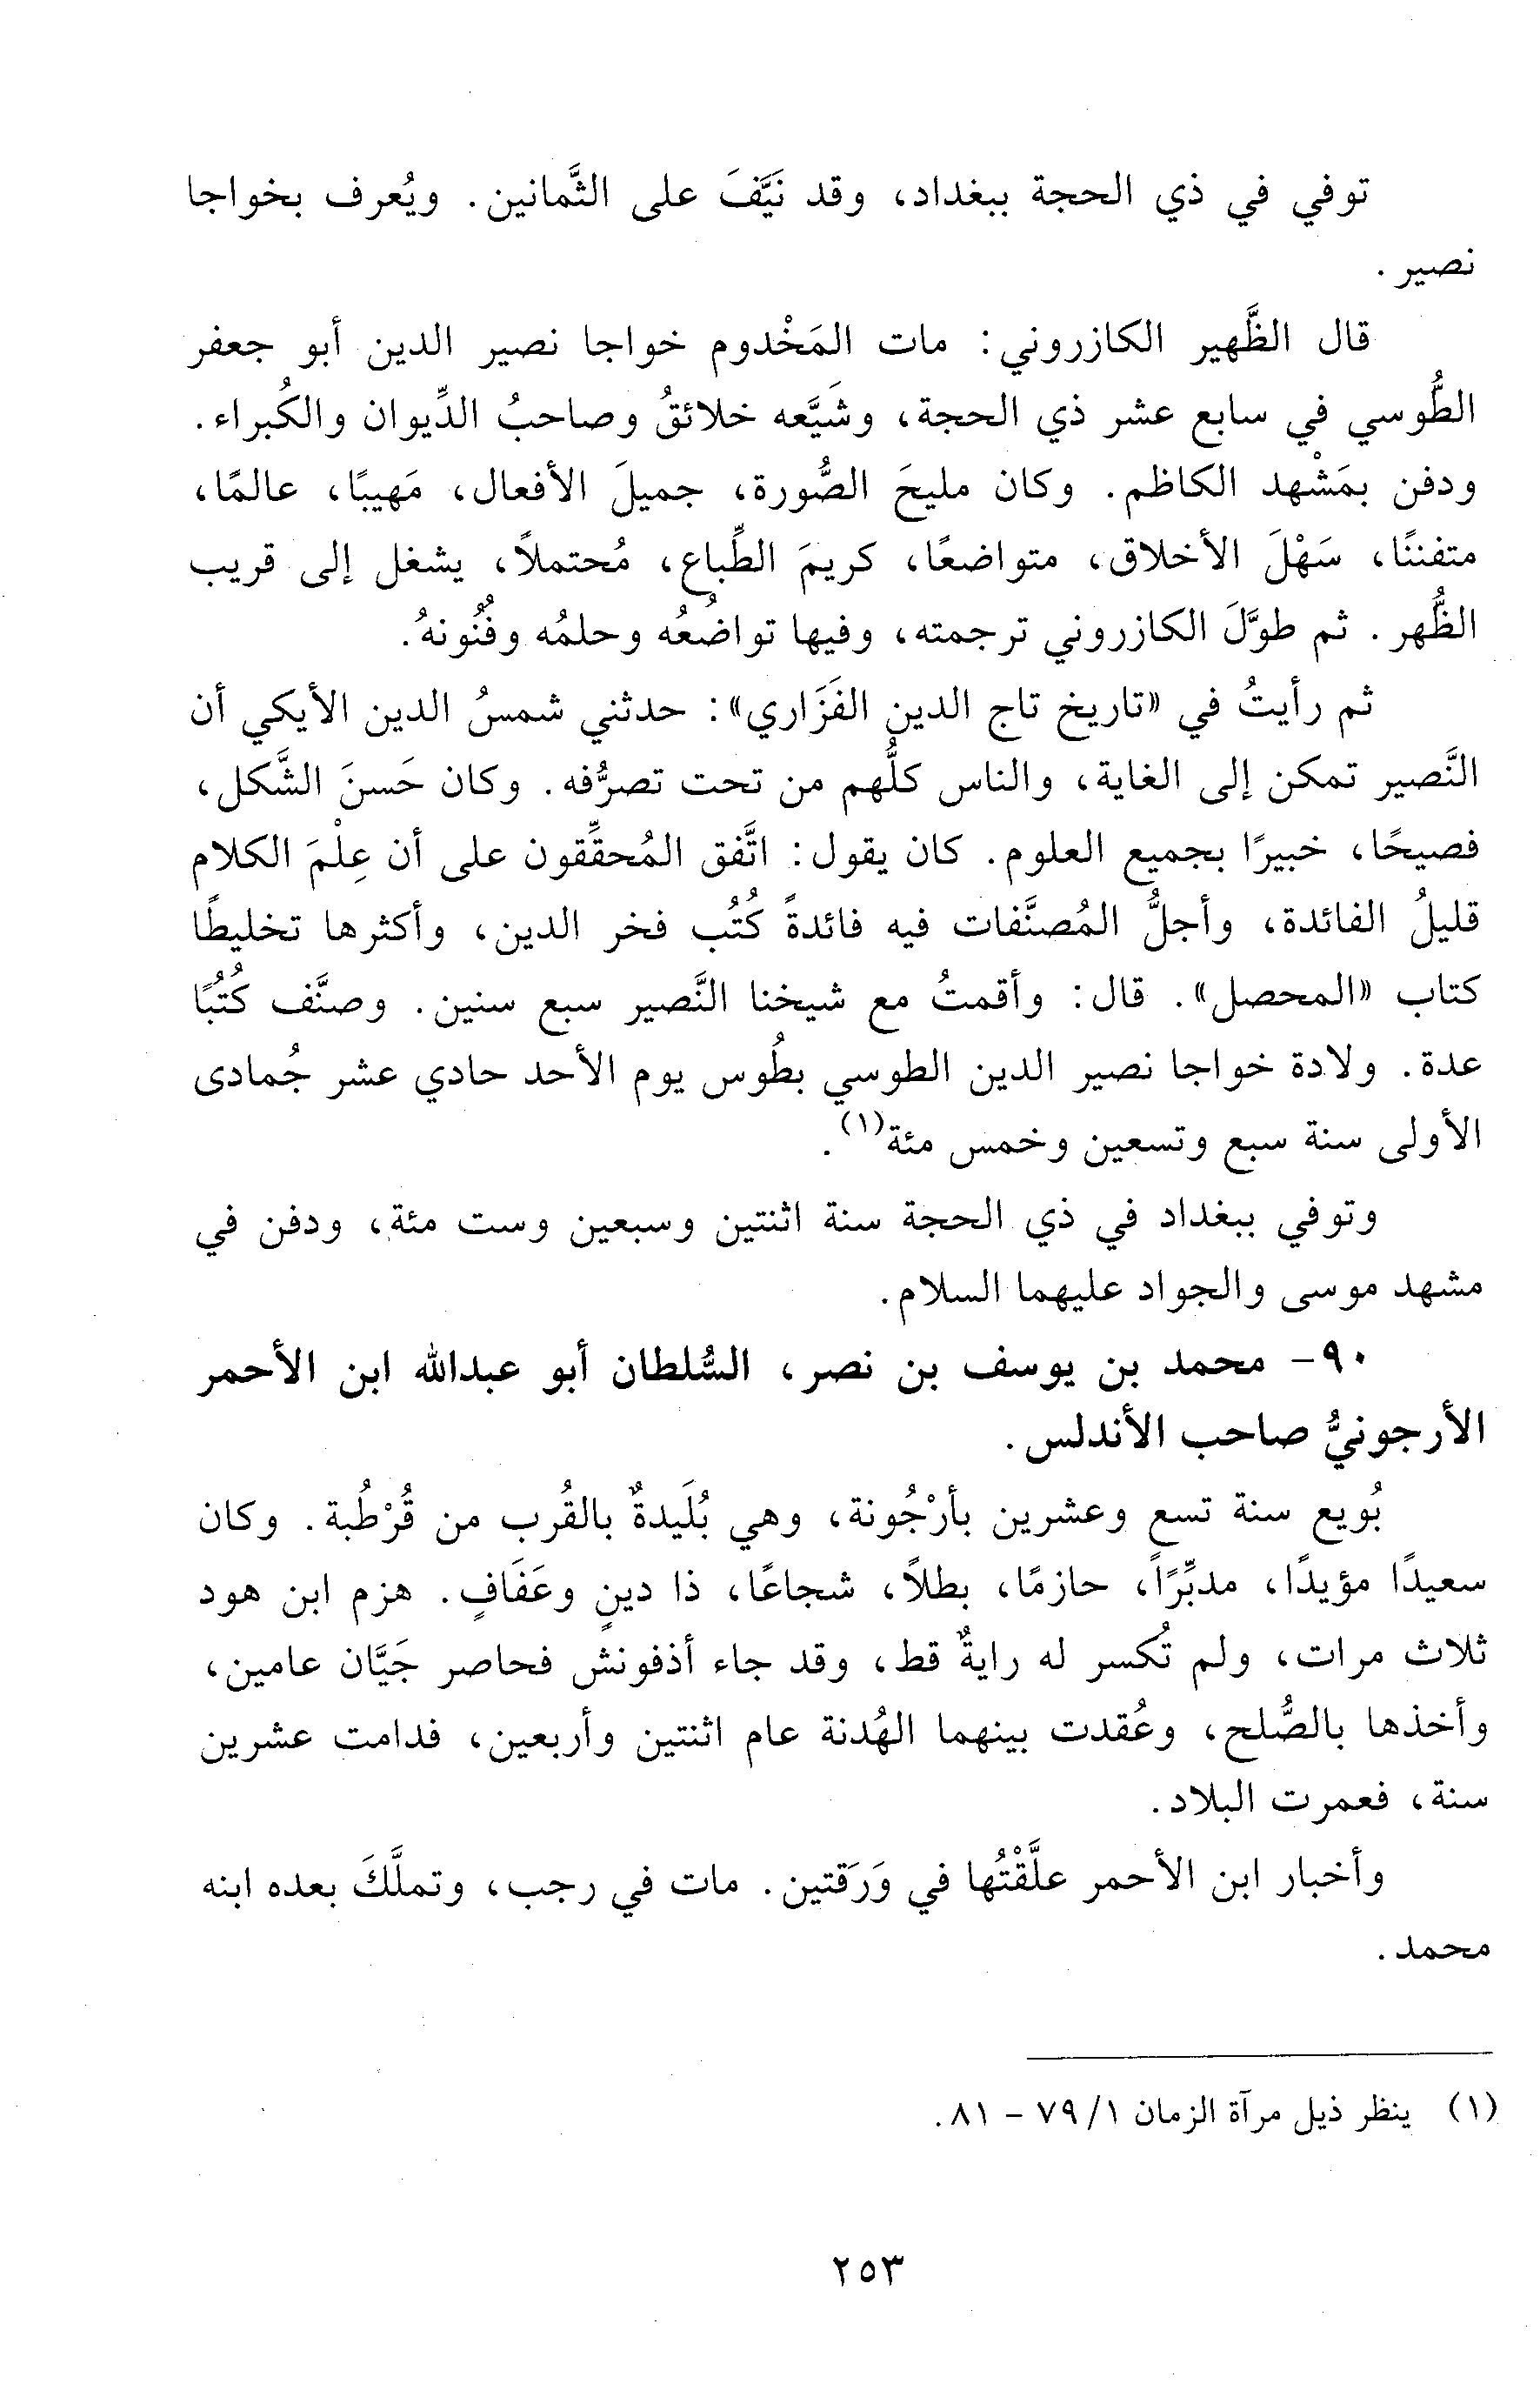 توفي في ذي الحجة ببغداد، وقد نَيَّفَ على الثَّمانين. ويُعرف بخواجا
نصير.
قال الظَّهير الكازروني: مات المَخْدوم خواجا نصير الدين أبو جعفر
الطُّوسي في سابع عشر ذي الحجة، وشَيَّعه خلائقُ وصاحبُ الدِّيوان والكُبراء.
ودفن بمَشْهد الكاظم. وكان مليحَ الصُّورة، جميلَ الأفعال، مَهيبًا، عالمًا،
متفننًا، سَهْلَ الأخلاق، متواضعًا، كريمَ الطِّباع، مُحتملاً، يشغل إلى قريب
الظُّهر. ثم طوَّلَ الكازروني ترجمته، وفيها تواضُعُه وحلمُه وفُنُونهُ.
ثم رأيتُ في «تاريخ تاج الدين الفَزَاري»: حدثني شمسُ الدين الأيكي أن
النَّصير تمكن إلى الغاية، والناس كلُّهم من تحت تصرُّفه. وكان حَسنَ الشَّكل،
فصيحًا، خبيرًا بجميع العلوم. كان يقول: اتَّفق المُحقِّقون على أن عِلْمَ الكلام
قليلُ الفائدة، وأجلُّ المُصنَّفات فيه فائدةً كُتُب فخر الدين، وأكثرها تخليطًا
كتاب «المحصل». قال: وأقمتُ مع شيخنا النَّصير سبع سنين. وصنَّف كُتُبًا
عدة. ولادة خواجا نصير الدين الطوسي بطُوس يوم الأحد حادي عشر جُمادى
الأولى سنة سبع وتسعين وخمس مئة(١).
وتوفي ببغداد في ذي الحجة سنة اثنتين وسبعين وست مئة، ودفن في
مشهد موسى والجواد عليهما السلام.
٩٠- محمد بن يوسف بن نصر، السُّلطان أبو عبدالله ابن الأحمر
الأرجونيُّ صاحب الأندلس.
بُويع سنة تسع وعشرين بأرْجُونة، وهي بُلَيدةٌ بالقُرب من قُرْطُبة. وكان
سعيدًا مؤيدًا، مدبِّرًا، حازمًا، بطلاً، شجاعًا، ذا دينٍ وعَفَافٍ. هزم ابن هود
ثلاث مرات، ولم تُكسر له رايةٌ قط، وقد جاء أذفونش فحاصر جَيَّان عامين،
وأخذها بالصُّلح، وعُقدت بينهما الهُدنة عام اثنتين وأربعين، فدامت عشرين
سنة، فعمرت البلاد.
وأخبار ابن الأحمر علَّقْتُها في وَرَقتين. مات في رجب، وتملَّكَ بعده ابنه
محمد.
(١) ينظر ذيل مرآة الزمان ١/ ٧٩ - ٨١.
٢٥٣